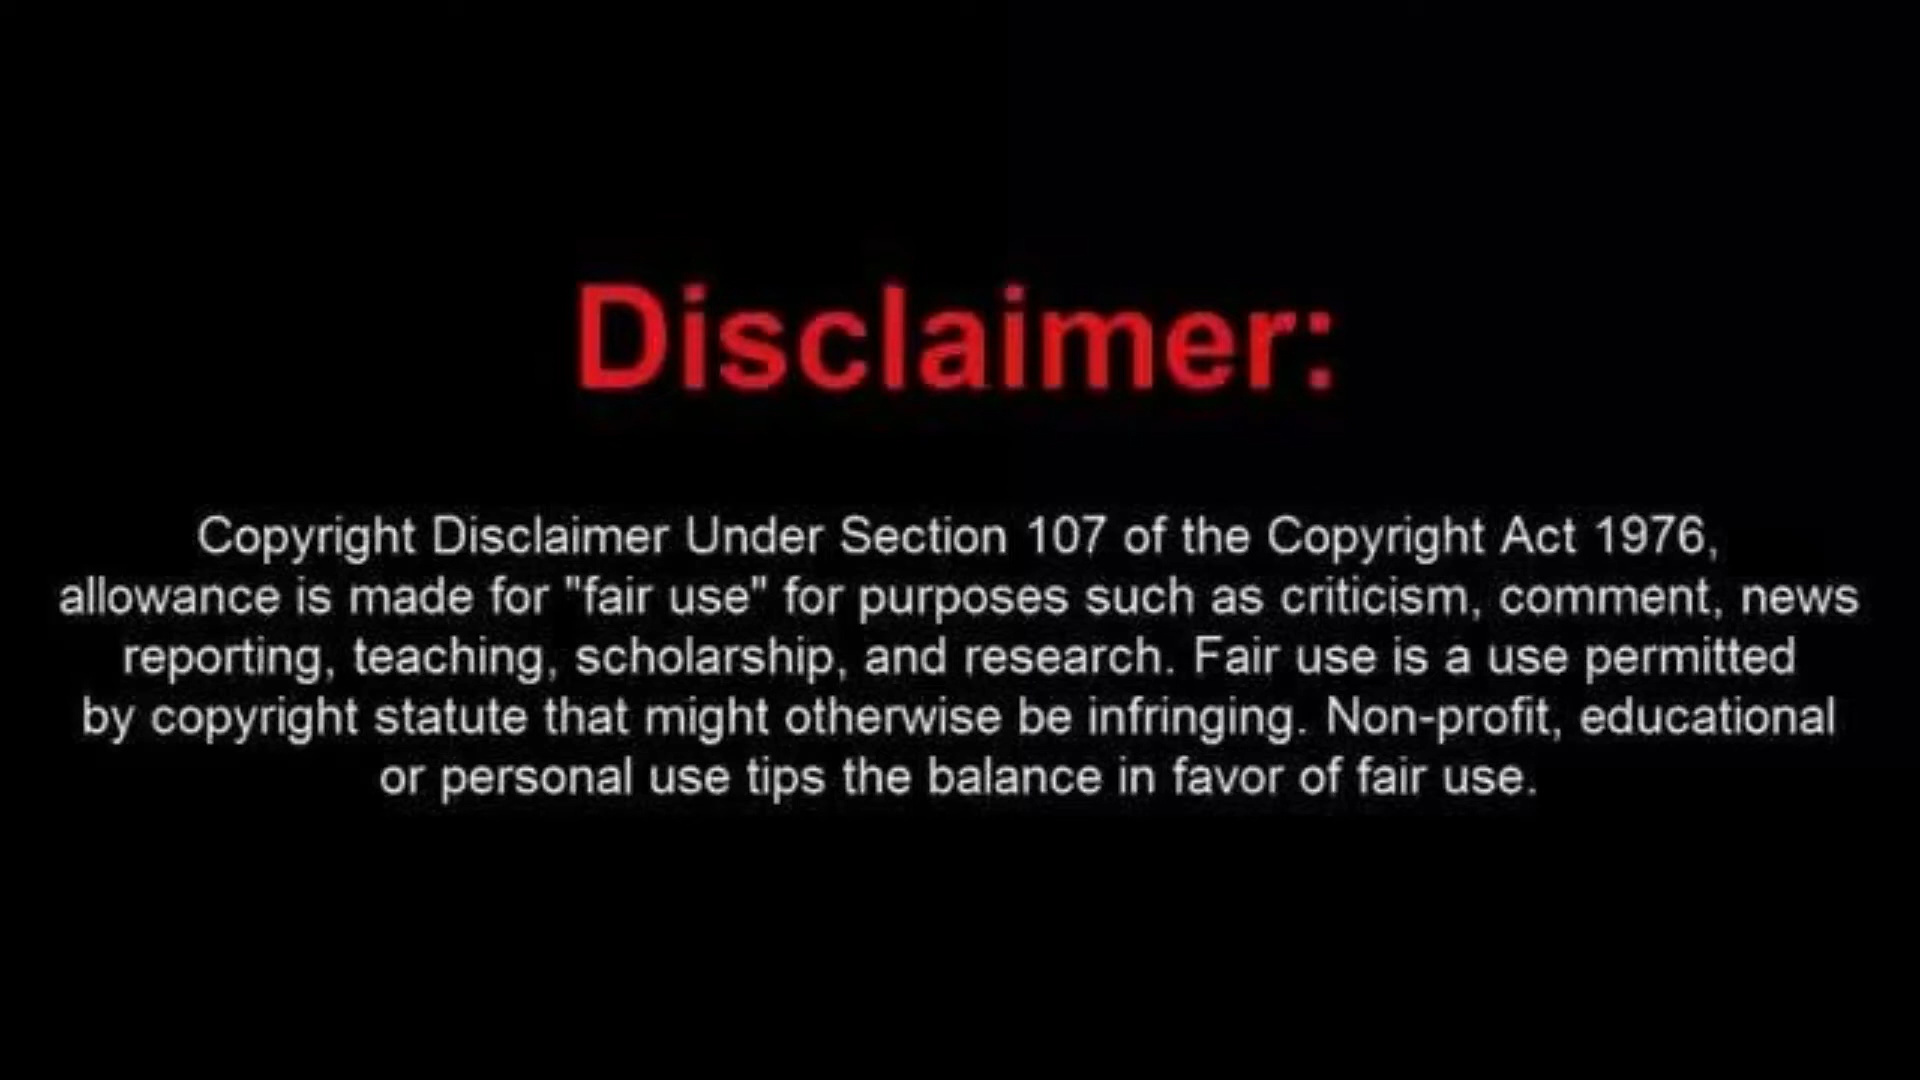 Disclaimer:
Copyright Disclaimer Under Section 107 of the Copyright Act 1976,
allowance is made for "fair use" for purposes such as criticism, comment, news
reporting, teaching, scholarship, and research. Fair use is a use permitted
by copyright statute that might otherwise be infringing. Non-profit, educational
or personal use tips the balance in favor of fair use.